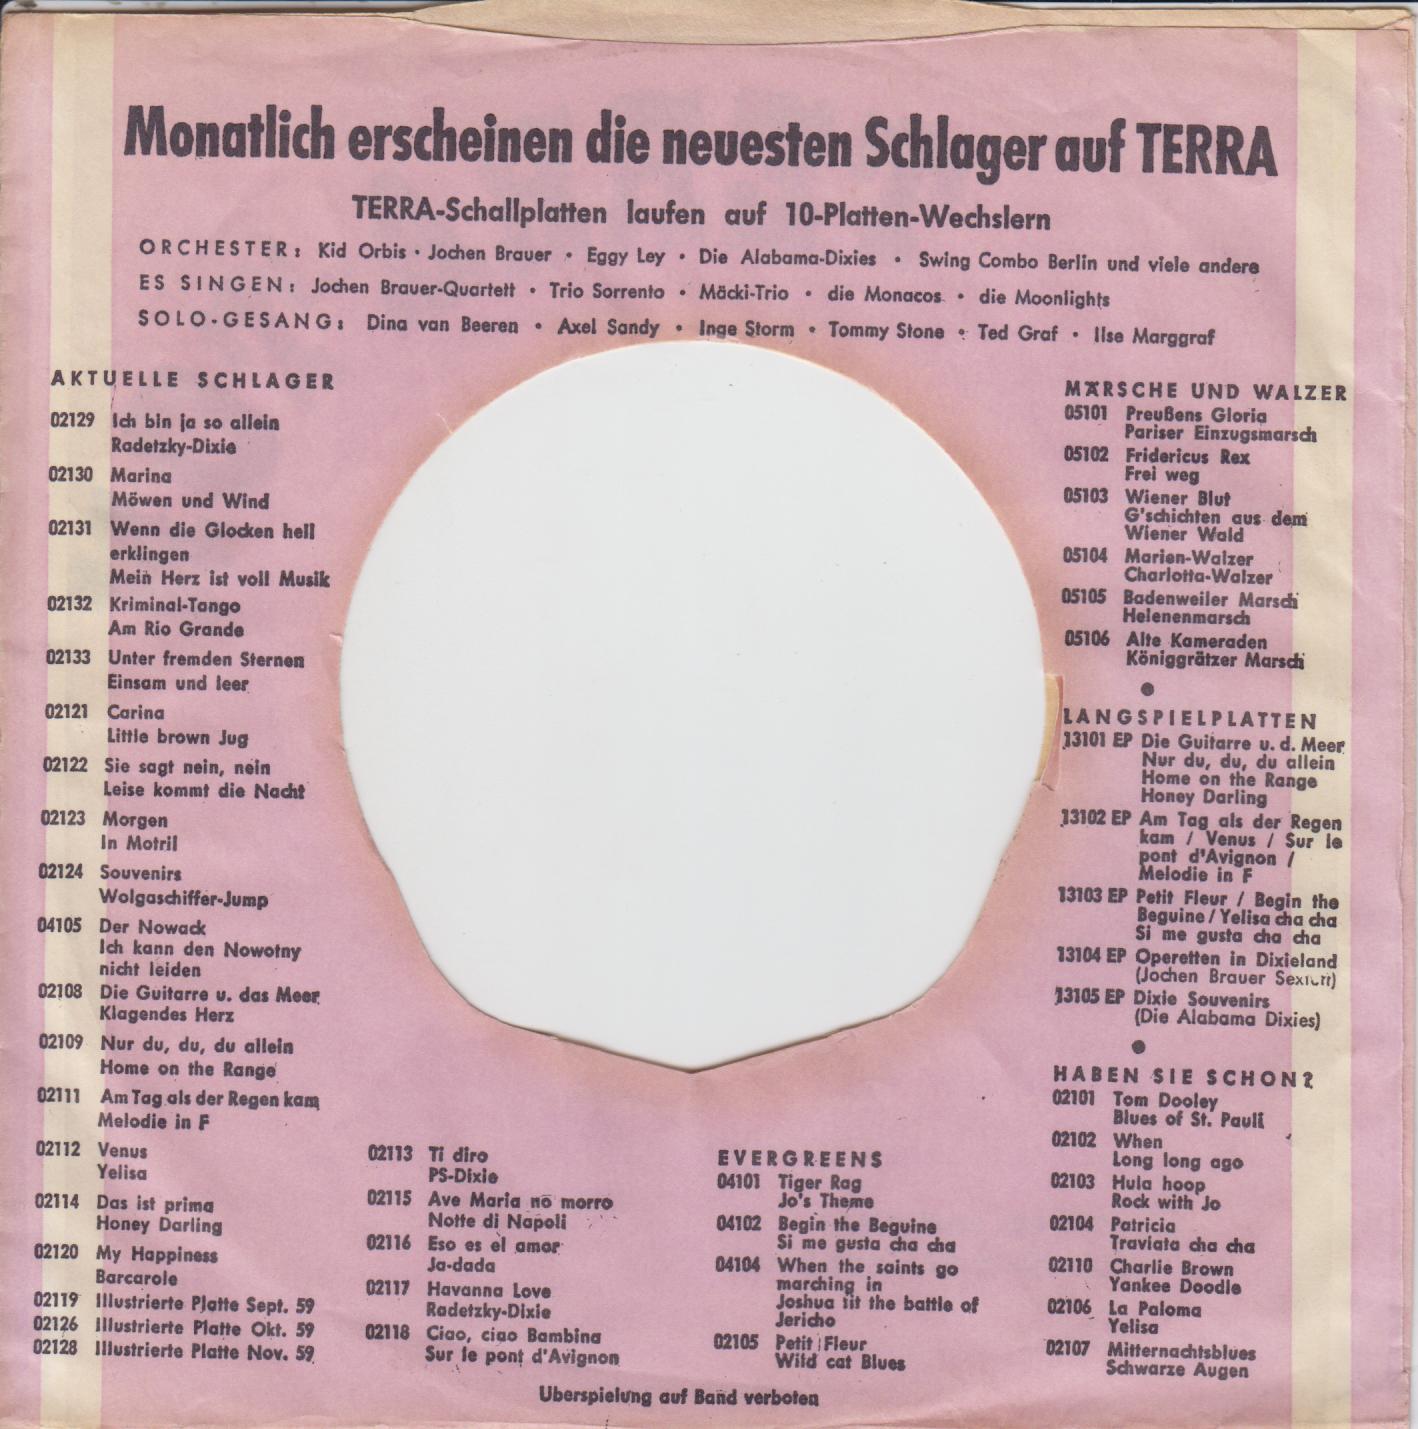 Monatlich erscheinen die neuesten Schlager auf TERRA
TERRA-Schallplatten laufen auf 10-Platten-Wechslern
ORCHESTER: Kid Orbis • Jochen Brauer • Eggy Ley • Die Alabama-Dixies • Swing Combo Berlin und viele andere
ES SINGEN: Jochen Brauer-Quartett • Trio Sorrento • Mäcki-Trio • die Monacos • die Moonlights
SOLO-GESANG: Dina van Beeren • Axel Sandy • Inge Storm • Tommy Stone • Ted Graf • Ilse Marggraf
AKTUELLE SCHLAGER
02129 Ich bin ja so allein
Radetzky-Dixie
02130 Marina
Möwen und Wind
02131 Wenn die Glocken hell
erklingen
Mein Herz ist voll Musik
02132 Kriminal-Tango
Am Rio Grande
02133 Unter fremden Sternen
Einsam und leer
02121 Carina
Little brown Jug
02122 Sie sagt nein, nein
Leise kommt die Nacht
02123 Morgen
In Motril
02124 Souvenirs
Wolgaschiffer-Jump
04105 Der Nowack
Ich kann den Nowotny
nicht leiden
02108 Die Guitarre u. das Meer
Klagendes Herz
02109 Nur du, du, du allein
Home on the Range
02111 Am Tag als der Regen kam
Melodie in F
02112 Venus
Yelisa
02114 Das ist prima
Honey Darling
02120 My Happiness
Barcarole
02119 Illustrierte Platte Sept. 59
02126 Illustrierte Platte Okt. 59
02128 Illustrierte Platte Nov. 59
02113 Ti diro
PS-Dixie
02115 Ave Maria no morro
Notte di Napoli
02116 Eso es el amor
Ja-dada
02117 Havanna Love
Radetzky-Dixie
02118 Ciao, ciao Bambina
Sur le pont d'Avignon
EVERGREENS
04101 Tiger Rag
Jo's Theme
04102 Begin the Beguine
Si me gusta cha cha
04104 When the saints go
marching in
Joshua fit the battle of
Jericho
02105 Petit Fleur
Wild cat Blues
MÄRSCHE UND WALZER
05101 Preußens Gloria
Pariser Einzugsmarsch
05102 Fridericus Rex
Frei weg
05103 Wiener Blut
G'schichten aus dem
Wiener Wald
05104 Marien-Walzer
Charlotta-Walzer
05105 Badenweiler Marsch
Helenenmarsch
05106 Alte Kameraden
Königgrätzer Marsch
LANGSPIELPLATTEN
13101 EP Die Guitarre u. d. Meer
Nur du, du, du allein
Home on the Range
Honey Darling
13102 EP Am Tag als der Regen
kam / Venus / Sur le
pont d'Avignon /
Melodie in F
13103 EP Petit Fleur / Begin the
Beguine / Yelisa cha cha
Si me gusta cha cha
13104 EP Operetten in Dixieland
(Jochen Brauer Sextett)
13105 EP Dixie Souvenirs
(Die Alabama Dixies)
HABEN SIE SCHON?
02101 Tom Dooley
Blues of St. Pauli
02102 When
Long long ago
02103 Hula hoop
Rock with Jo
02104 Patricia
Traviata cha cha
02110 Charlie Brown
Yankee Doodle
02106 La Paloma
Yelisa
02107 Mitternachtsblues
Schwarze Augen
Uberspielung auf Band verboten